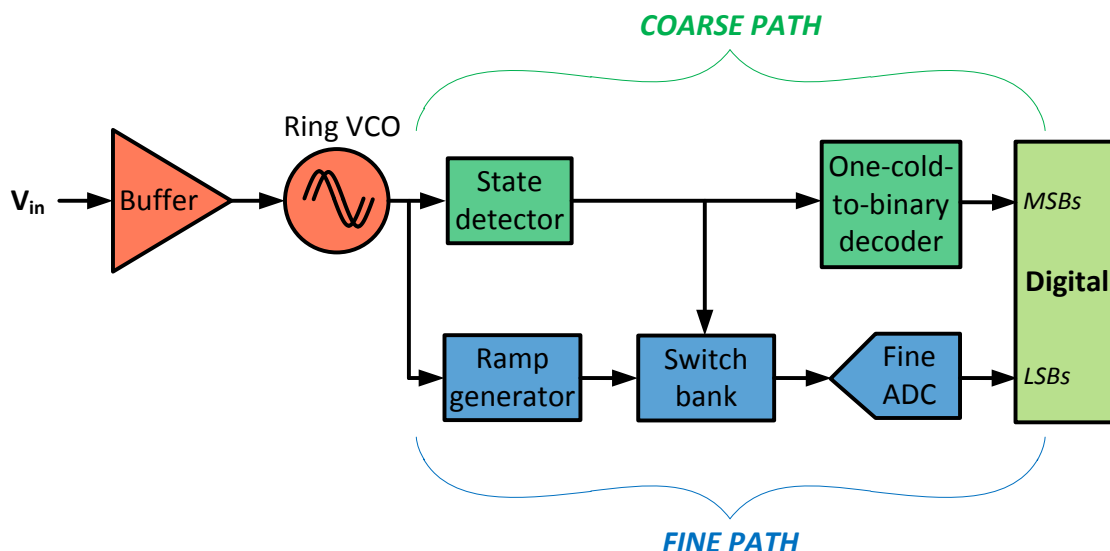 COARSE PATH
Ring VCO
V_in
Buffer
State
detector
One-cold-
to-binary
decoder
MSBs
Digital
LSBs
Ramp
generator
Switch
bank
Fine
ADC
FINE PATH